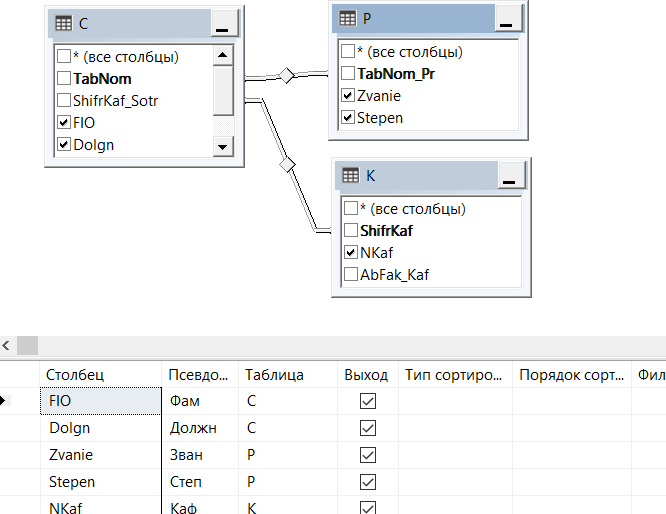 C
* (все столбцы)
TabNom
ShifrKaf_Sotr
FIO
Dolgn
P
* (все столбцы)
TabNom_Pr
Zvanie
Stepen
K
* (все столбцы)
ShifrKaf
NKaf
AbFak_Kaf
Столбец Псевдо... Таблица Выход Тип сортиро... Порядок сорт... Фил
FIO Фам C
Dolgn Должн C
Zvanie Зван P
Stepen Степ P
NKaf Каф K